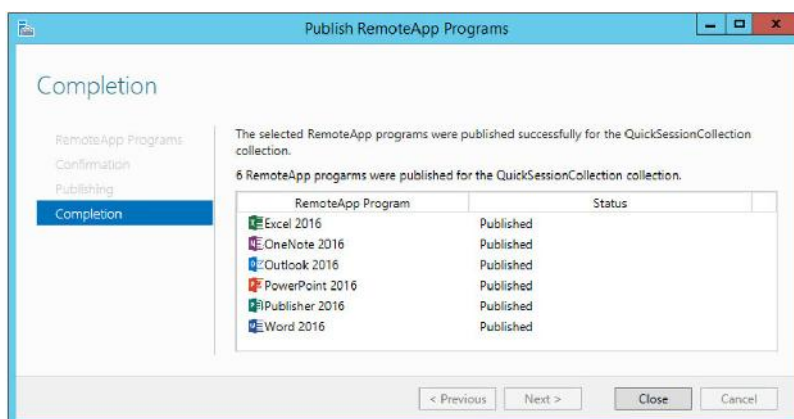 Publish RemoteApp Programs
Completion
RemoteApp Programs
Confirmation
Publishing
Completion
The selected RemoteApp programs were published successfully for the QuickSessionCollection
collection.
6 RemoteApp progarms were published for the QuickSessionCollection collection.
RemoteApp Program Status
Excel 2016 Published
OneNote 2016 Published
Outlook 2016 Published
PowerPoint 2016 Published
Publisher 2016 Published
Word 2016 Published
< Previous Next > Close Cancel